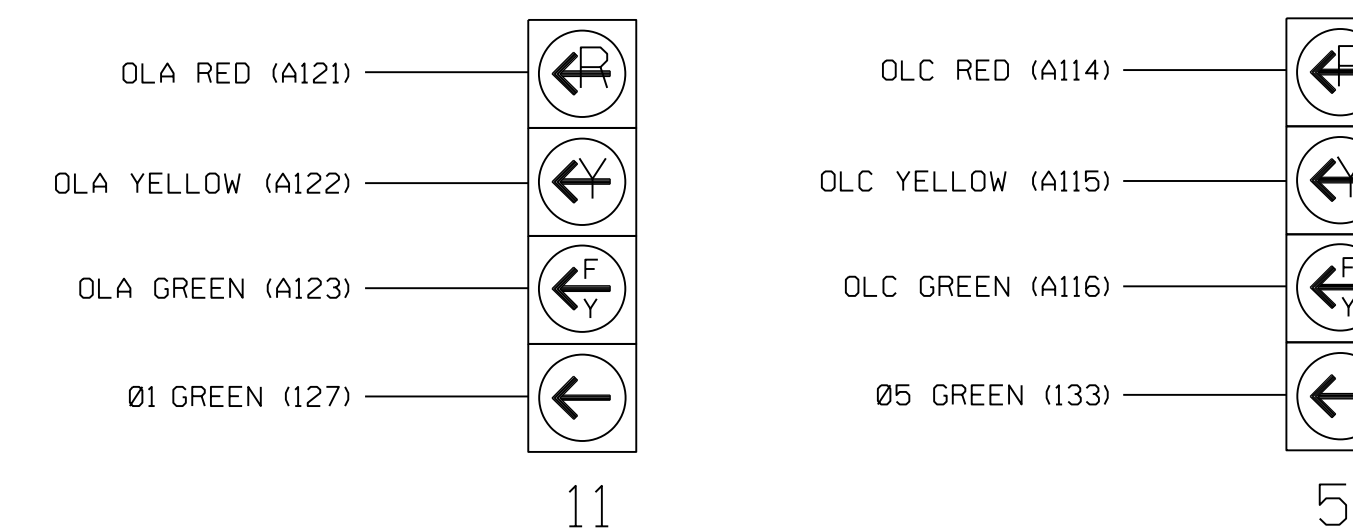 OLA RED (A121)
R
OLA YELLOW (A122)
Y
OLA GREEN (A123)
F
Y
Ø1 GREEN (127)
11
OLC RED (A114)
OLC YELLOW (A115)
Y
OLC GREEN (A116)
F
Y
Ø5 GREEN (133)
5